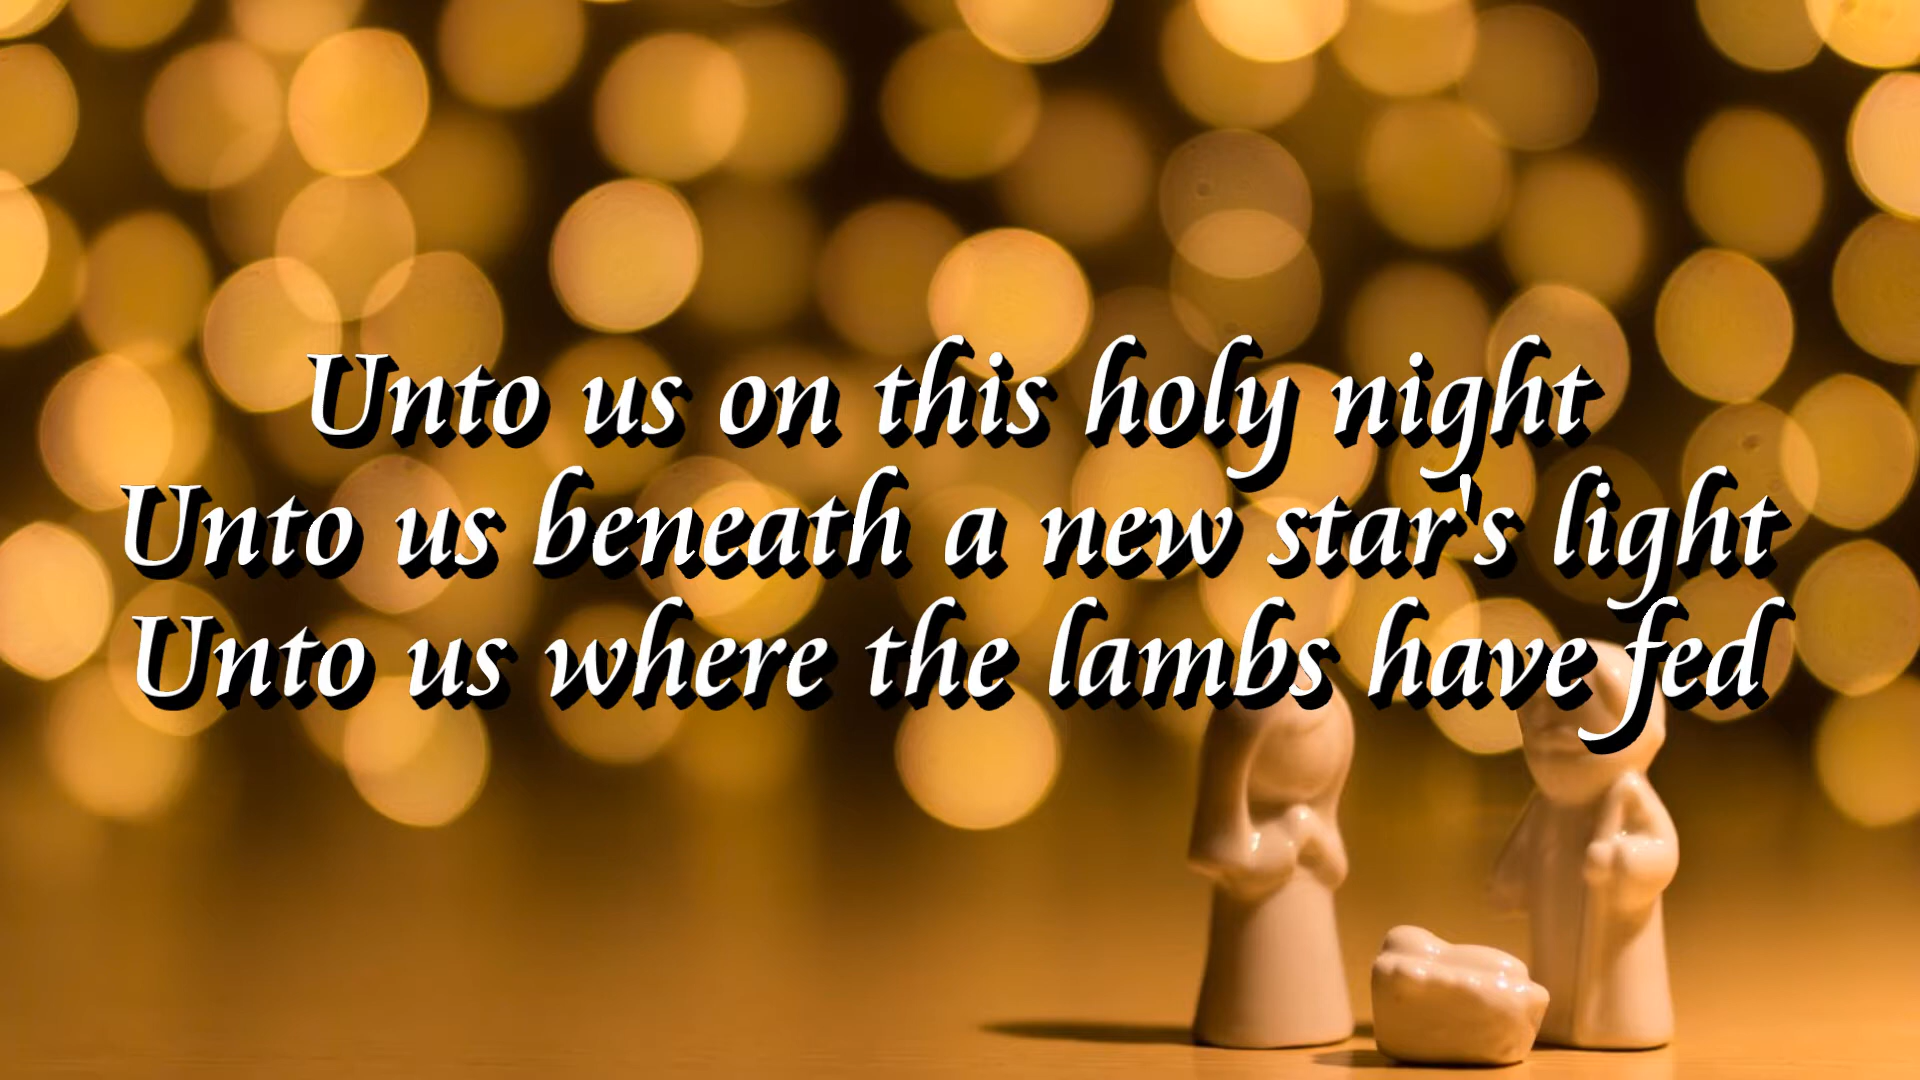 Unto us on this holy night
Unto us beneath a new star's light
Unto us where the lambs have fed